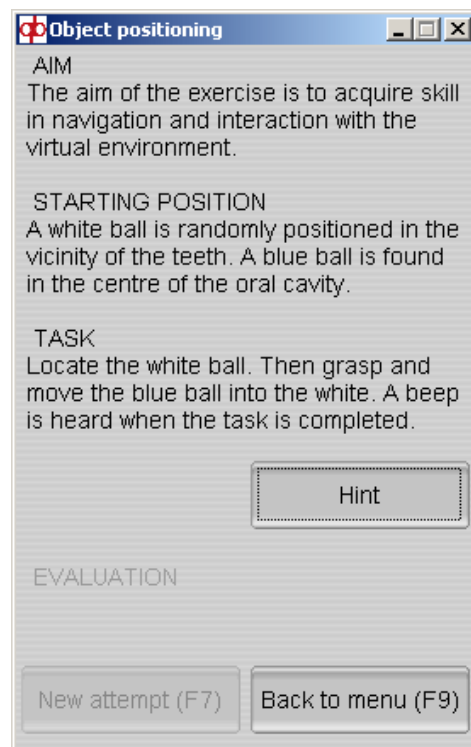 Object positioning
AIM
The aim of the exercise is to acquire skill
in navigation and interaction with the
virtual environment.
STARTING POSITION
A white ball is randomly positioned in the
vicinity of the teeth. A blue ball is found
in the centre of the oral cavity.
TASK
Locate the white ball. Then grasp and
move the blue ball into the white. A beep
is heard when the task is completed.
Hint
EVALUATION
New attempt (F7) Back to menu (F9)